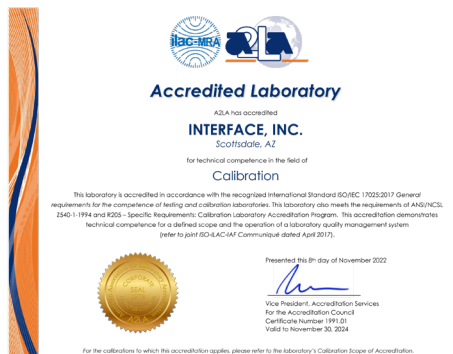 ilac-MRA
A2LA
Accredited Laboratory
A2LA has accredited
INTERFACE, INC.
Scottsdale, AZ
for technical competence in the field of
Calibration
This laboratory is accredited in accordance with the recognized International Standard ISO/IEC 17025:2017 General
requirements for the competence of testing and calibration laboratories. This laboratory also meets the requirements of ANSI/NCSL
Z540-1-1994 and R205 – Specific Requirements: Calibration Laboratory Accreditation Program. This accreditation demonstrates
technical competence for a defined scope and the operation of a laboratory quality management system
(refer to joint ISO-ILAC-IAF Communiqué dated April 2017).
Presented this 8th day of November 2022
CORPORATE
SEAL
A2LA
Vice President, Accreditation Services
For the Accreditation Council
Certificate Number 1991.01
Valid to November 30, 2024
For the calibrations to which this accreditation applies, please refer to the laboratory's Calibration Scope of Accreditation.